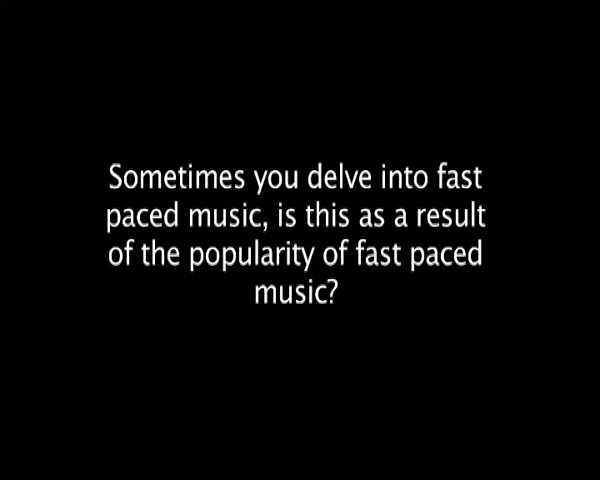 Sometimes you delve into fast
paced music, is this as a result
of the popularity of fast paced
music?